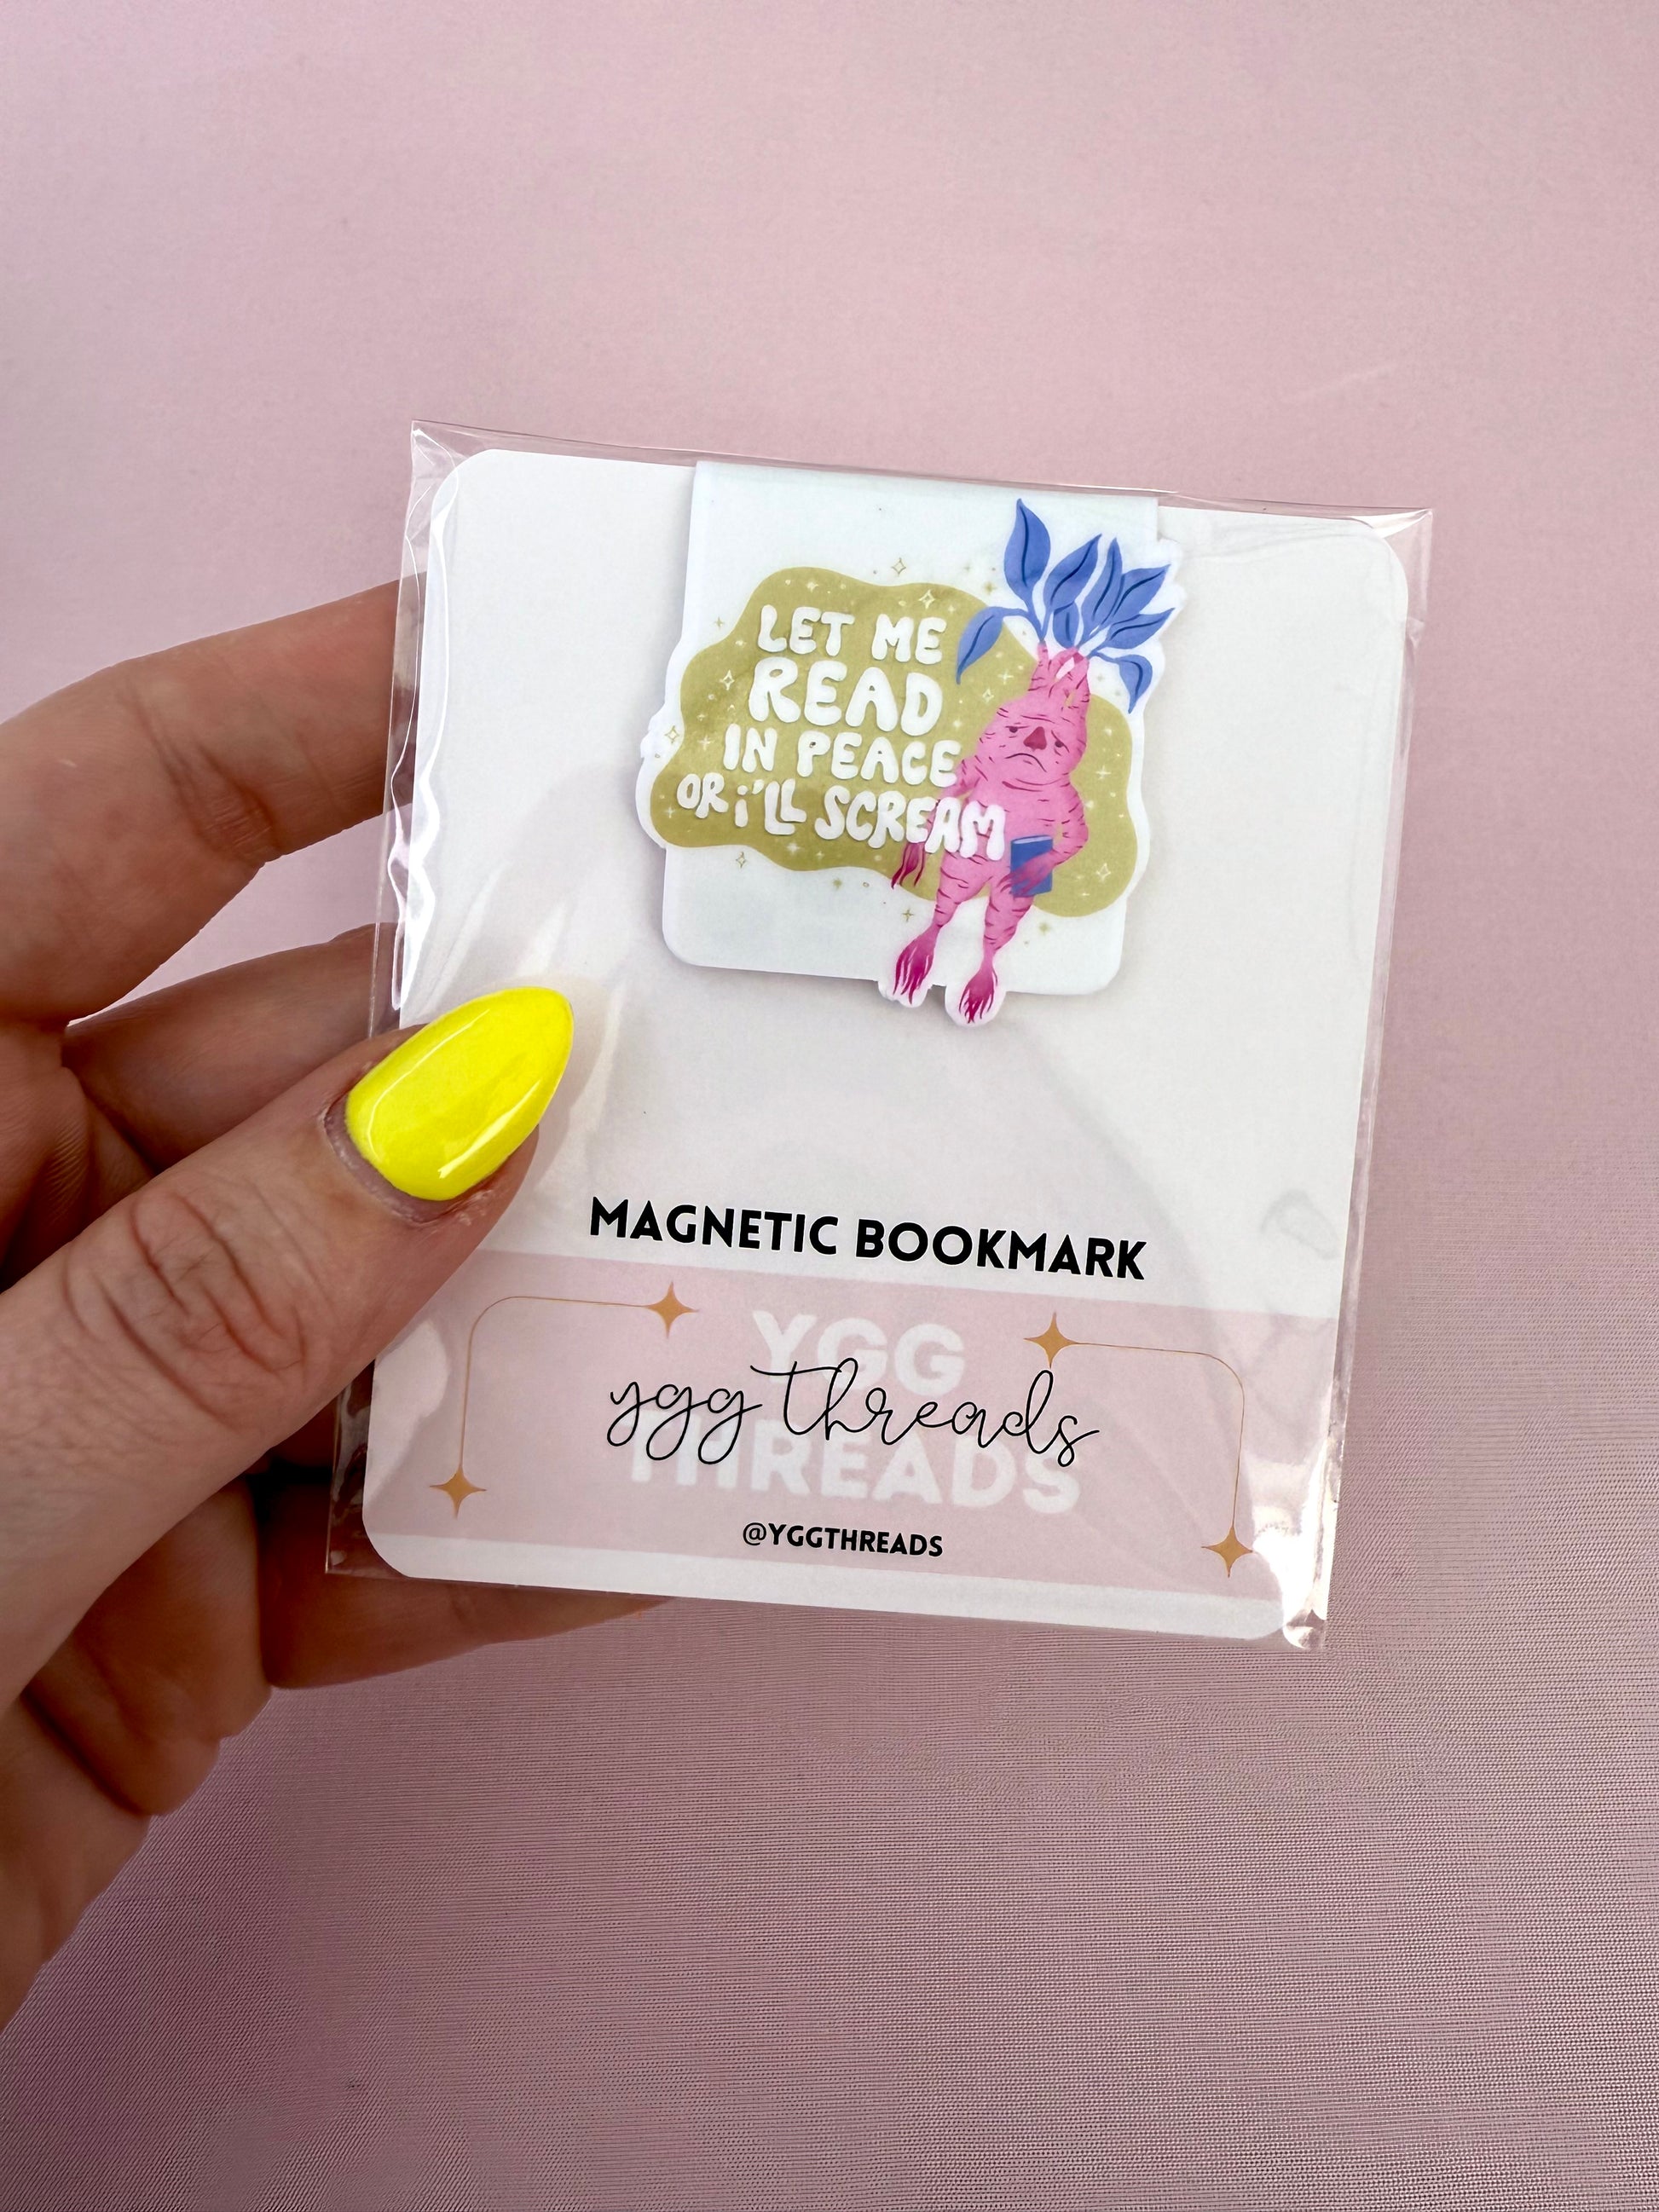 LET ME
READ
IN PEACE
OR i'LL SCREAM
MAGNETIC BOOKMARK
YGG
ygg threads
THREADS
@YGGTHREADS